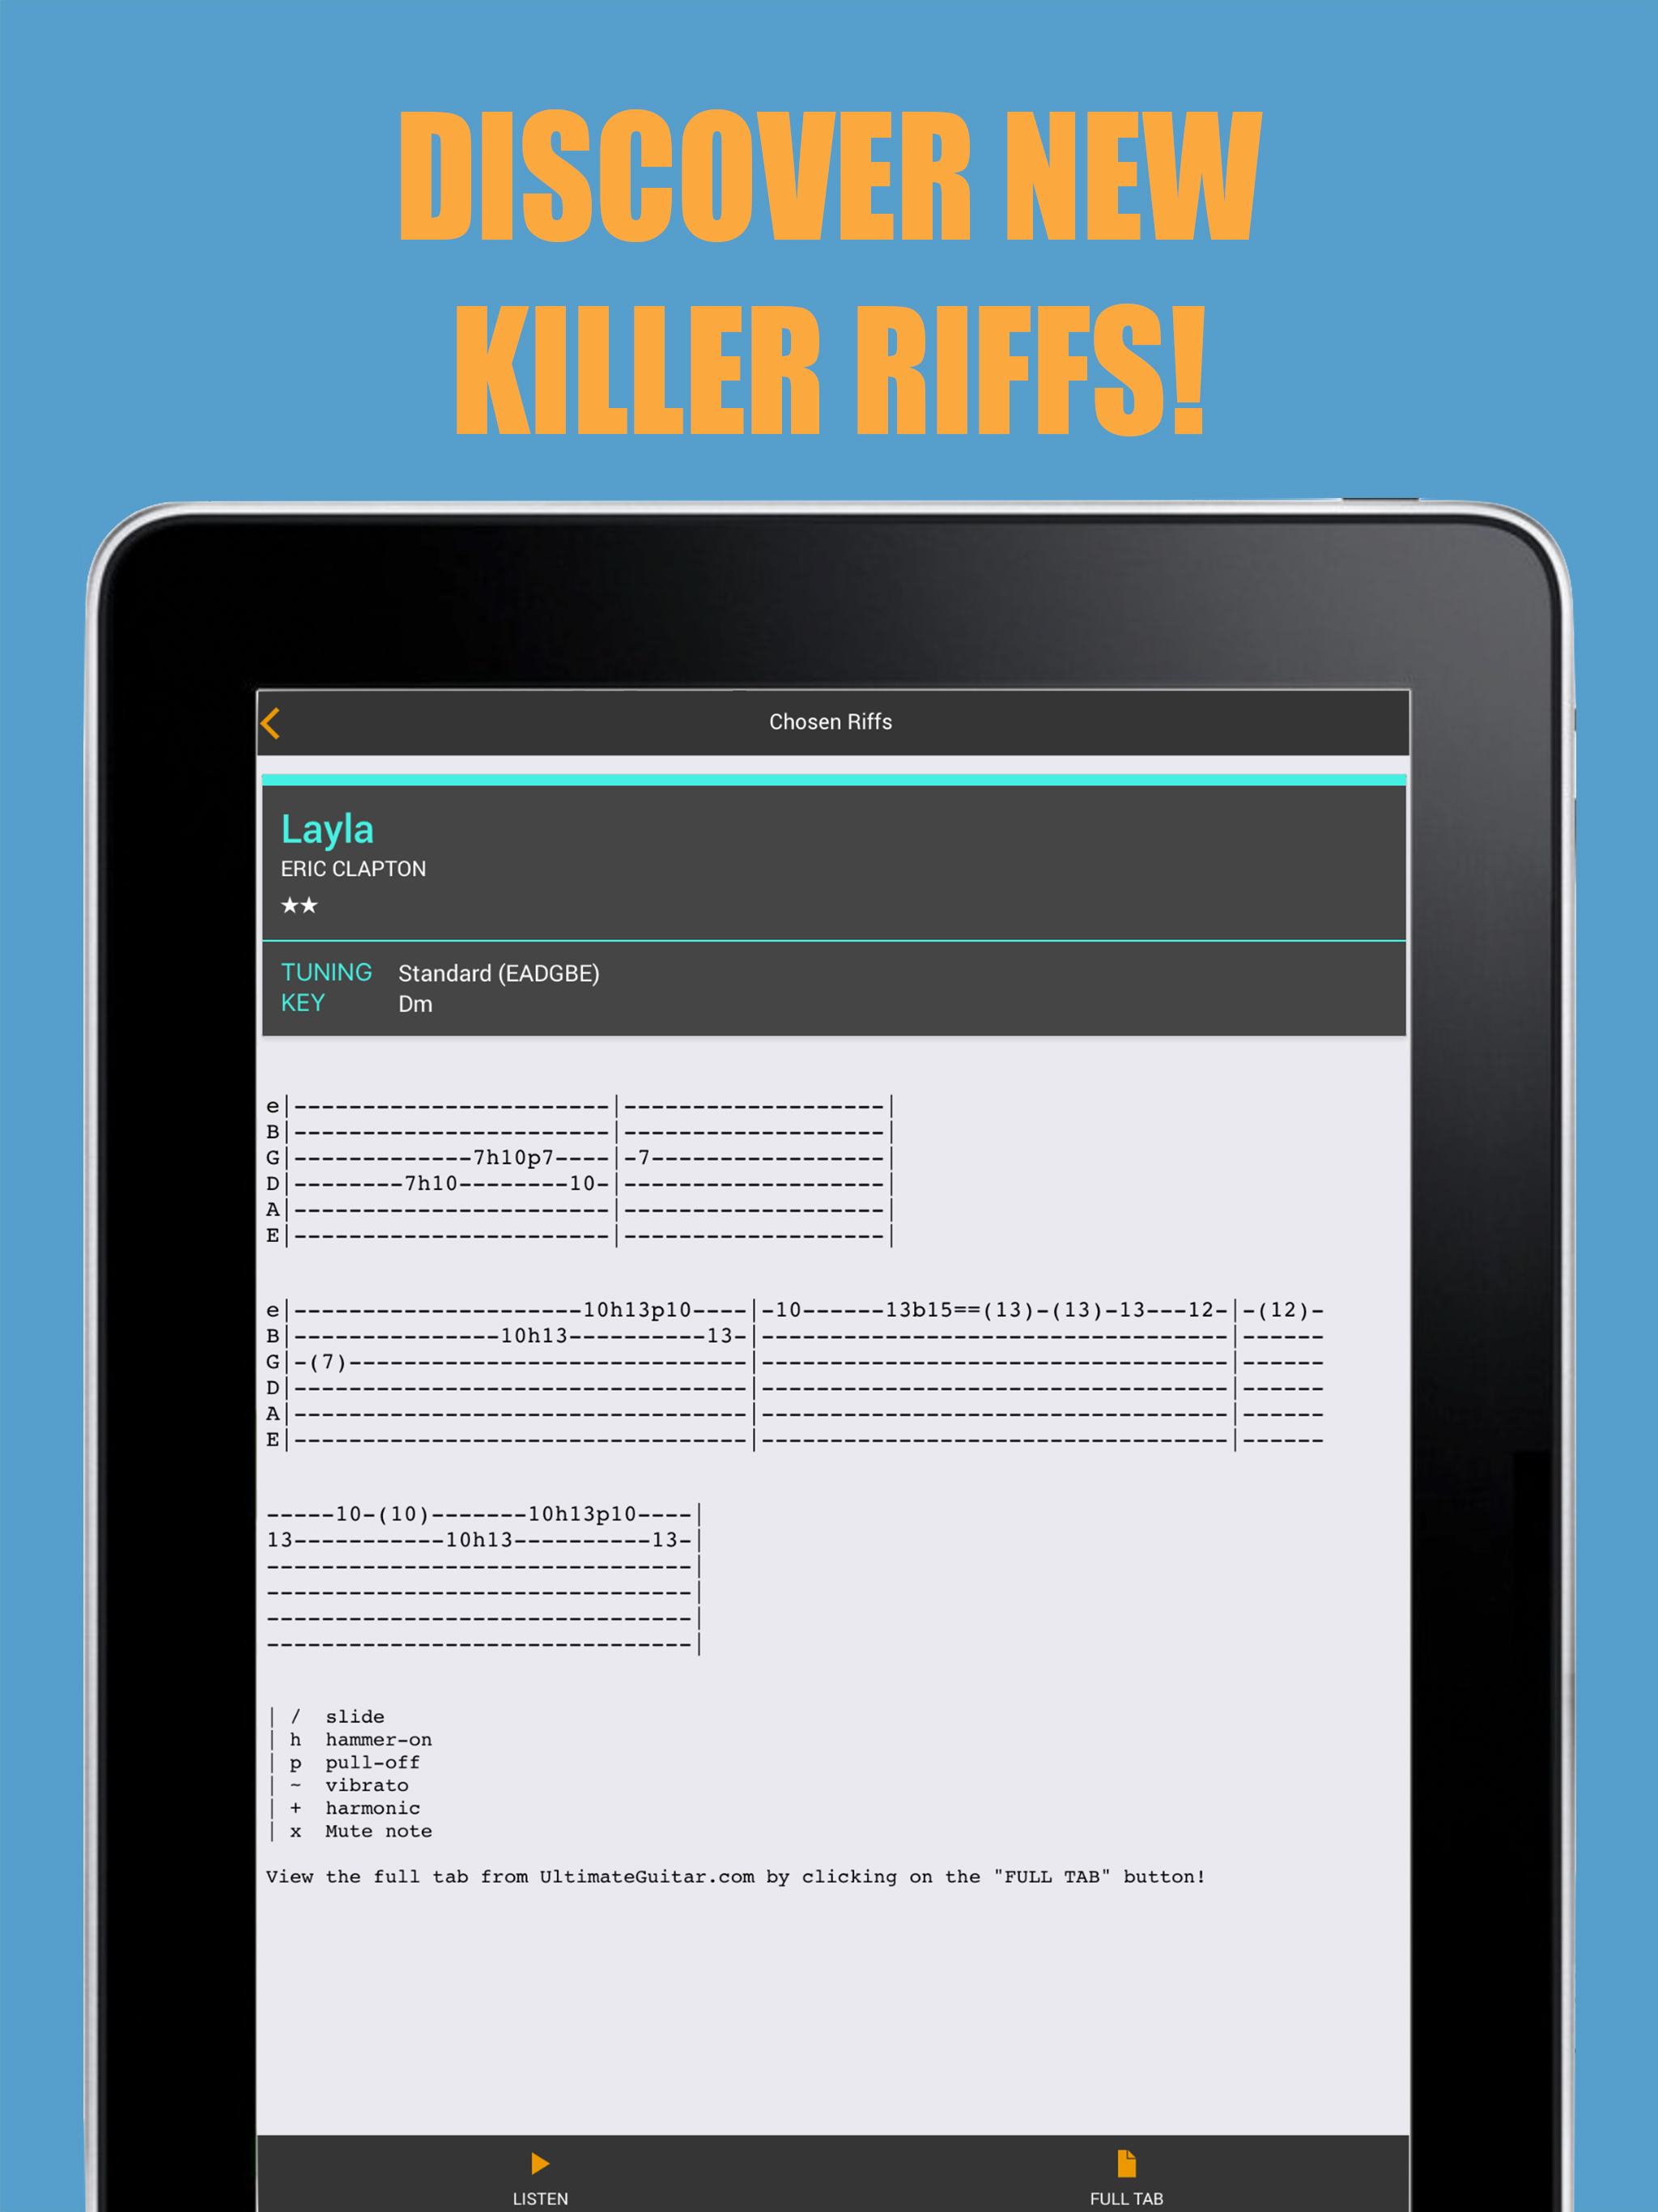 DISCOVER NEW
KILLER RIFFS!
Chosen Riffs
Layla
ERIC CLAPTON
★★
TUNING Standard (EADGBE)
KEY Dm
e|-----------------------|-------------------|
B|-----------------------|-------------------|
G|-------------7h10p7----|-7-----------------|
D|--------7h10--------10-|-------------------|
A|-----------------------|-------------------|
E|-----------------------|-------------------|
e|---------------------10h13p10----|-10------13b15==(13)-(13)-13---12-|-(12)-
B|---------------10h13----------13-|----------------------------------|------
G|-(7)-----------------------------|----------------------------------|------
D|---------------------------------|----------------------------------|------
A|---------------------------------|----------------------------------|------
E|---------------------------------|----------------------------------|------
-----10-(10)-------10h13p10----|
13-----------10h13----------13-|
-------------------------------|
-------------------------------|
-------------------------------|
-------------------------------|
| / slide
| h hammer-on
| p pull-off
| ~ vibrato
| + harmonic
| x Mute note
View the full tab from UltimateGuitar.com by clicking on the "FULL TAB" button!
LISTEN
FULL TAB